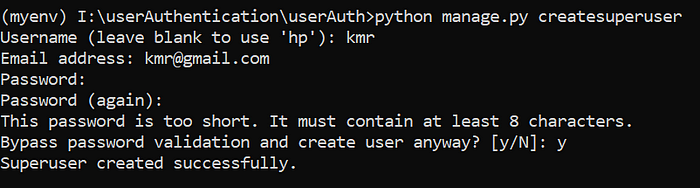 (myenv) I:\userAuthentication\userAuth>python manage.py createsuperuser
Username (leave blank to use 'hp'): kmr
Email address: kmr@gmail.com
Password:
Password (again):
This password is too short. It must contain at least 8 characters.
Bypass password validation and create user anyway? [y/N]: y
Superuser created successfully.